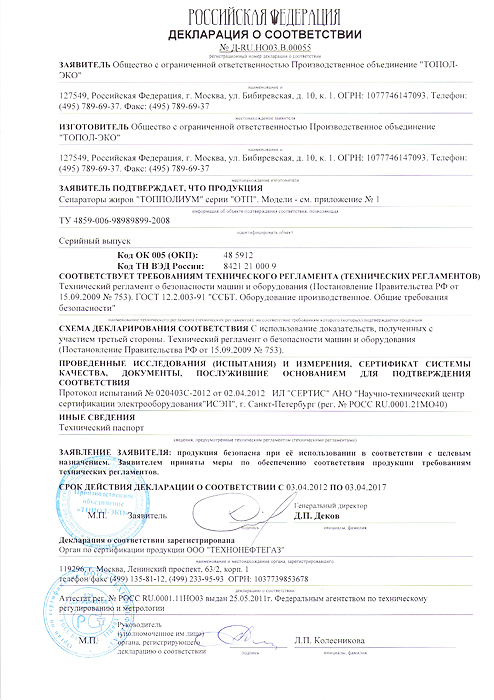 РОССИЙСКАЯ ФЕДЕРАЦИЯ
ДЕКЛАРАЦИЯ О СООТВЕТСТВИИ
№ Д-RU.НО03.В.00055
регистрационный номер декларации о соответствии
ЗАЯВИТЕЛЬ Общество с ограниченной ответственностью Производственное объединение "ТОПОЛ-
ЭКО"
наименование и
127549, Российская Федерация, г. Москва, ул. Бибиревская, д. 10, к. 1. ОГРН: 1077746147093. Телефон:
(495) 789-69-37. Факс: (495) 789-69-37
местонахождение заявителя
ИЗГОТОВИТЕЛЬ Общество с ограниченной ответственностью Производственное объединение
"ТОПОЛ-ЭКО"
наименование и
127549, Российская Федерация, г. Москва, ул. Бибиревская, д. 10, к. 1. ОГРН: 1077746147093. Телефон:
(495) 789-69-37. Факс: (495) 789-69-37
местонахождение изготовителя
ЗАЯВИТЕЛЬ ПОДТВЕРЖДАЕТ, ЧТО ПРОДУКЦИЯ
Сепараторы жиров "ТОППОЛИУМ" серии "ОТП". Модели - см. приложение № 1
информация об объекте подтверждения соответствия, позволяющая
ТУ 4859-006-98989899-2008
идентифицировать объект
Серийный выпуск
Код ОК 005 (ОКП): 48 5912
Код ТН ВЭД России: 8421 21 000 9
СООТВЕТСТВУЕТ ТРЕБОВАНИЯМ ТЕХНИЧЕСКОГО РЕГЛАМЕНТА (ТЕХНИЧЕСКИХ РЕГЛАМЕНТОВ)
Технический регламент о безопасности машин и оборудования (Постановление Правительства РФ от
15.09.2009 № 753). ГОСТ 12.2.003-91 "ССБТ. Оборудование производственное. Общие требования
безопасности"
наименование технического регламента (технических регламентов), на соответствие требованиям которого (которых) подтверждается продукция
СХЕМА ДЕКЛАРИРОВАНИЯ СООТВЕТСТВИЯ С использование доказательств, полученных с
участием третьей стороны. Технический регламент о безопасности машин и оборудования
(Постановление Правительства РФ от 15.09.2009 № 753).
ПРОВЕДЕННЫЕ ИССЛЕДОВАНИЯ (ИСПЫТАНИЯ) И ИЗМЕРЕНИЯ, СЕРТИФИКАТ СИСТЕМЫ
КАЧЕСТВА, ДОКУМЕНТЫ, ПОСЛУЖИВШИЕ ОСНОВАНИЕМ ДЛЯ ПОДТВЕРЖДЕНИЯ
СООТВЕТСТВИЯ
Протокол испытаний № 020403С-2012 от 02.04.2012 ИЛ "СЕРТИС" АНО "Научно-технический центр
сертификации электрооборудования"ИСЭП", г. Санкт-Петербург (рег. № РОСС RU.0001.21МО40)
ИНЫЕ СВЕДЕНИЯ
Технический паспорт
сведения, предусмотренные техническим регламентом (техническими регламентами)
ЗАЯВЛЕНИЕ ЗАЯВИТЕЛЯ: продукция безопасна при её использовании в соответствии с целевым
назначением. Заявителем приняты меры по обеспечению соответствия продукции требованиям
технических регламентов.
СРОК ДЕЙСТВИЯ ДЕКЛАРАЦИИ О СООТВЕТСТВИИ С 03.04.2012 ПО 03.04.2017
Производственное
объединение
"ТОПОЛ-ЭКО"
Генеральный директор
М.П. Заявитель Д.П. Деков
подпись инициалы, фамилия
Декларация о соответствии зарегистрирована
Орган по сертификации продукции ООО "ТЕХНОНЕФТЕГАЗ"
наименование и местонахождение органа, зарегистрировавшего
119296, г. Москва, Ленинский проспект, 63/2, корп. 1
телефон/факс (499) 135-81-12, (499) 233-95-93 ОГРН: 1037739853678
декларацию о соответствии
Аттестат рег. № РОСС RU.0001.11НО03 выдан 25.05.2011г. Федеральным агентством по техническому
регулированию и метрологии
Руководитель
(уполномоченное им лицо)
М.П. органа, регистрирующего Л.П. Колесникова
декларацию о соответствии подпись инициалы, фамилия